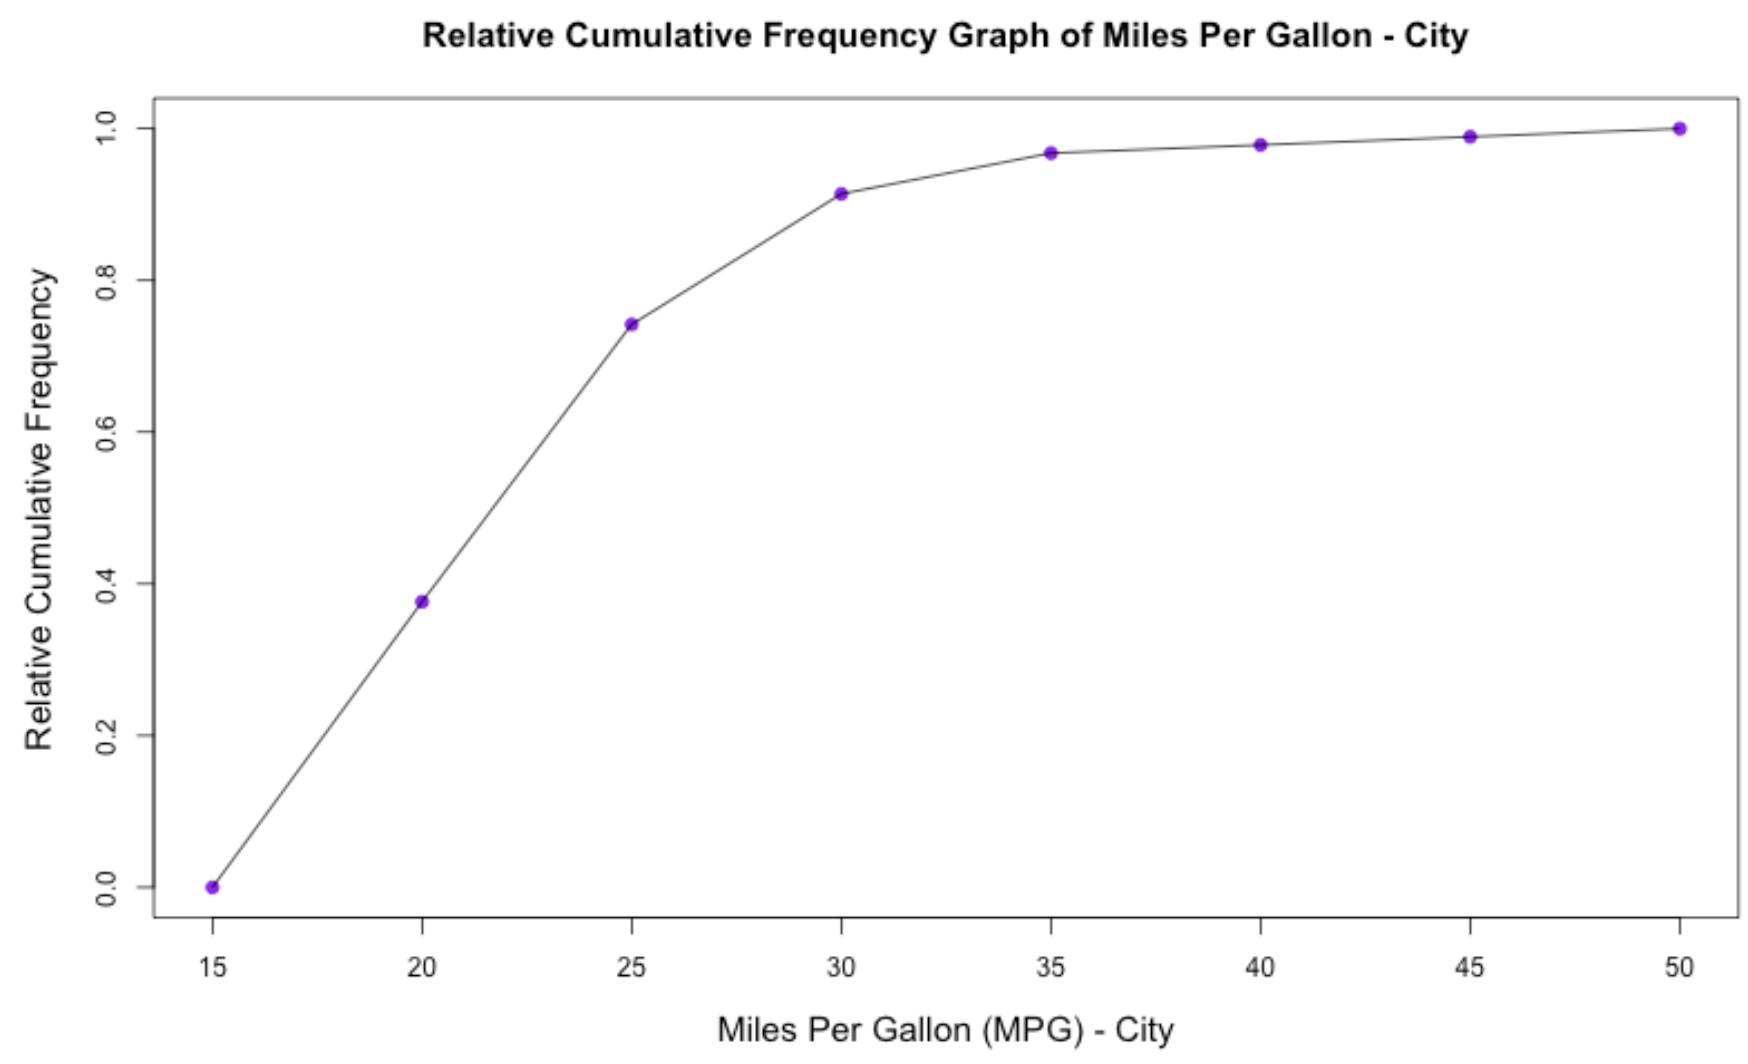 Relative Cumulative Frequency Graph of Miles Per Gallon - City
Relative Cumulative Frequency
1.0
0.8
0.6
0.4
0.2
0.0
15 20 25 30 35 40 45 50
Miles Per Gallon (MPG) - City